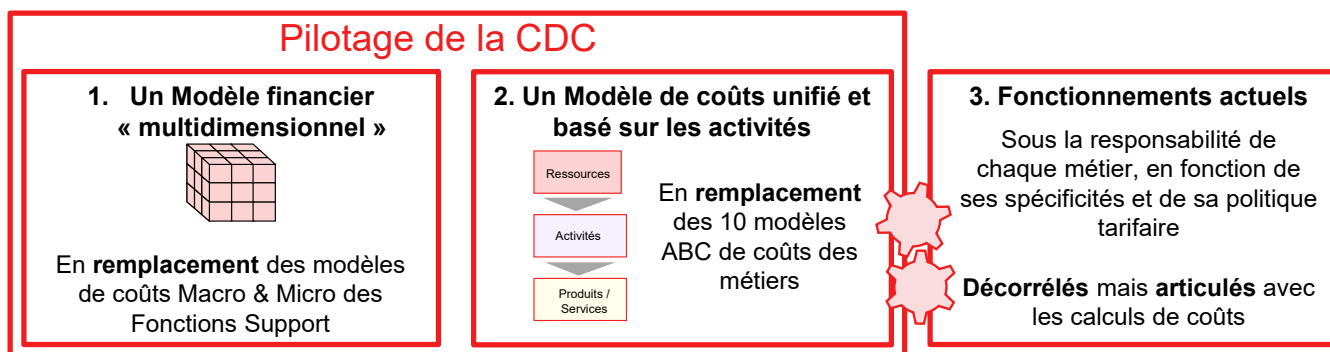 Pilotage de la CDC
1. Un Modèle financier
« multidimensionnel »
En remplacement des modèles
de coûts Macro & Micro des
Fonctions Support
2. Un Modèle de coûts unifié et
basé sur les activités
Ressources
Activités
Produits /
Services
En remplacement
des 10 modèles
ABC de coûts des
métiers
3. Fonctionnements actuels
Sous la responsabilité de
chaque métier, en fonction de
ses spécificités et de sa politique
tarifaire
Décorrélés mais articulés avec
les calculs de coûts